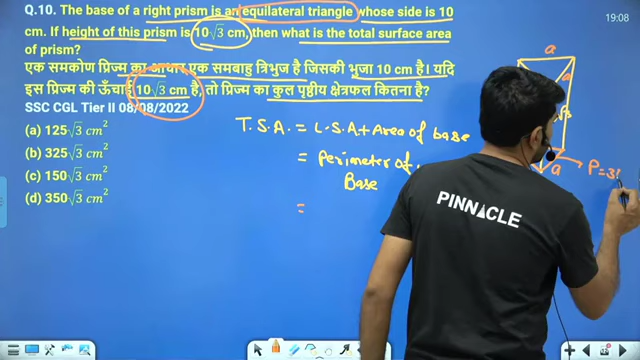 Q.10. The base of a right prism is an equilateral triangle whose side is 10
19:08
cm. If height of this prism is 10√3 cm, then what is the total surface area
of prism?
एक समकोण प्रिज्म का आधार एक समबाहु त्रिभुज है जिसकी भुजा 10 cm है। यदि
इस प्रिज्म की ऊँचाई 10√3 cm है, तो प्रिज्म का कुल पृष्ठीय क्षेत्रफल कितना है?
SSC CGL Tier II 08/08/2022
(a) 125√3 cm²
(b) 325√3 cm²
(c) 150√3 cm²
(d) 350√3 cm²
T.S.A. = L.S.A + Area of base
= Perimeter of
Base
=
a
a
a
P=3
PINNACLE